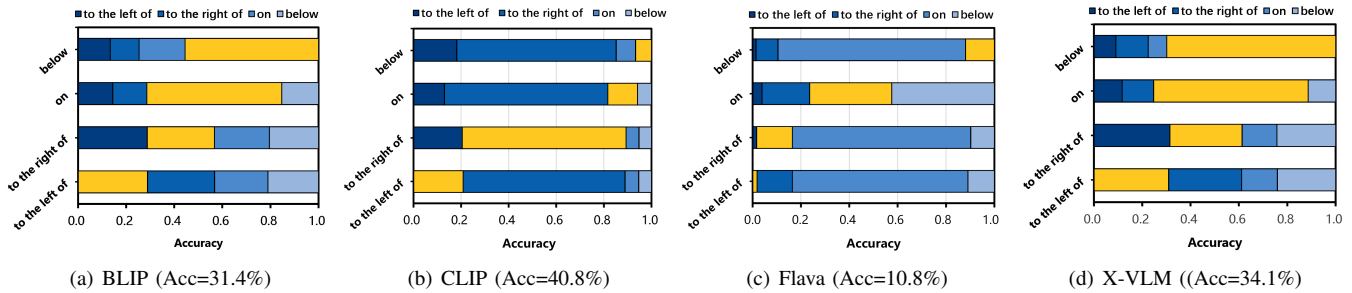 to the left of to the right of on below
below
on
to the right of
to the left of
0.0 0.2 0.4 0.6 0.8 1.0
Accuracy
(a) BLIP (Acc=31.4%)
to the left of to the right of on below
below
on
to the right of
to the left of
0.0 0.2 0.4 0.6 0.8 1.0
Accuracy
(b) CLIP (Acc=40.8%)
to the left of to the right of on below
below
on
to the right of
to the left of
0.0 0.2 0.4 0.6 0.8 1.0
Accuracy
(c) Flava (Acc=10.8%)
to the left of to the right of on below
below
on
to the right of
to the left of
0.0 0.2 0.4 0.6 0.8 1.0
Accuracy
(d) X-VLM ((Acc=34.1%)